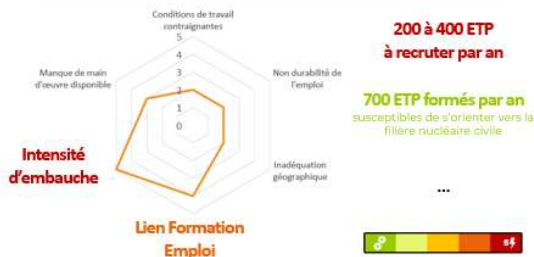 Conditions de travail
contraignantes
5
4
3
2
1
0
Manque de main
d'œuvre disponible
Non durabilité de
l'emploi
Intensité
d'embauche
Inadéquation
géographique
Lien Formation
Emploi
200 à 400 ETP
à recruter par an
700 ETP formés par an
susceptibles de s'orienter vers la
filière nucléaire civile
...